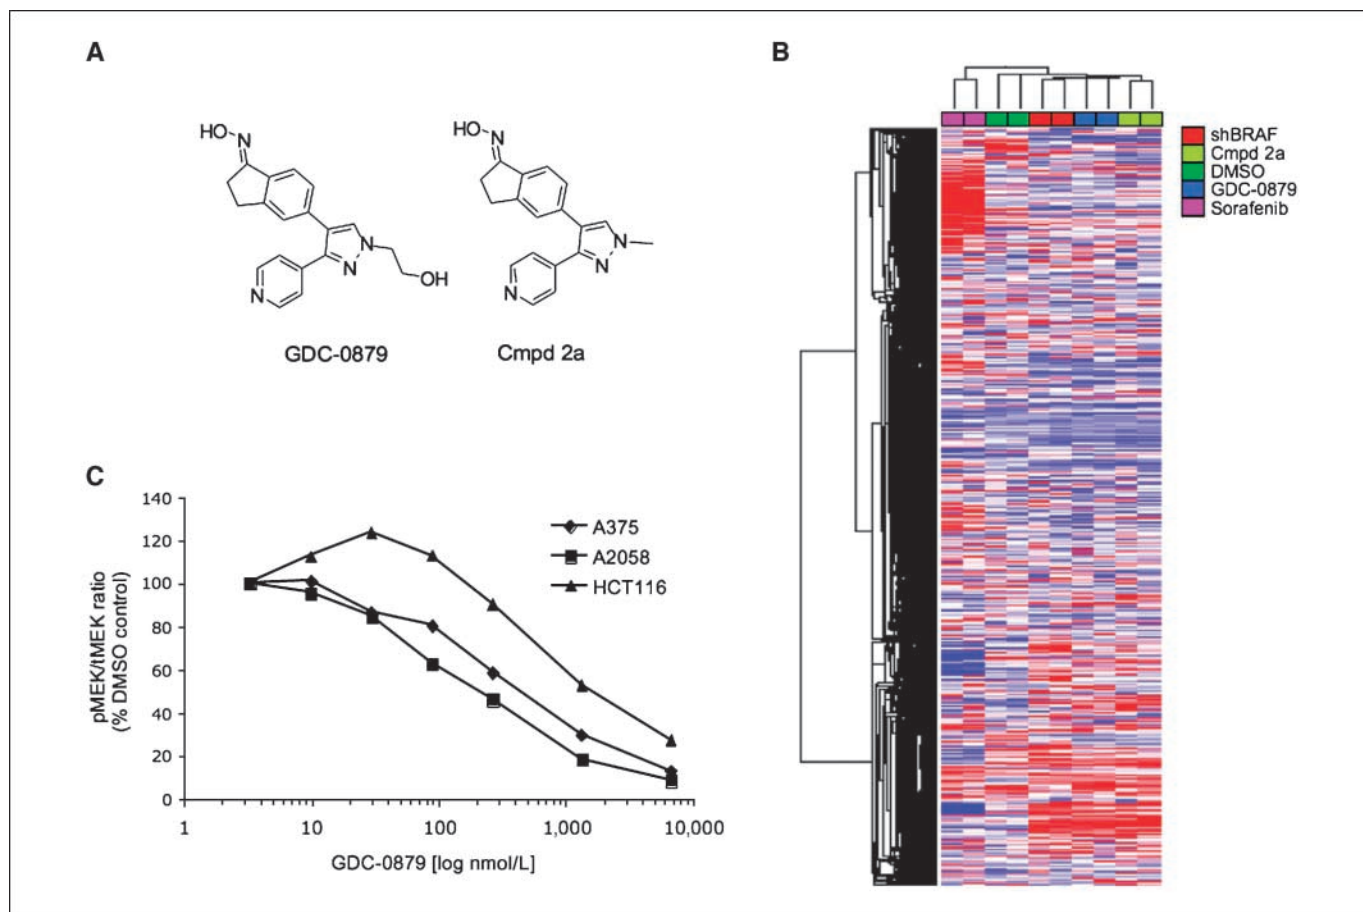 A
HO
N
N
N
N
OH
GDC-0879
HO
N
N
N
N
Cmpd 2a
B
shBRAF
Cmpd 2a
DMSO
GDC-0879
Sorafenib
C
pMEK/tMEK ratio
(% DMSO control)
140
120
100
80
60
40
20
0
A375
A2058
HCT116
1
10
100
1,000
10,000
GDC-0879 [log nmol/L]